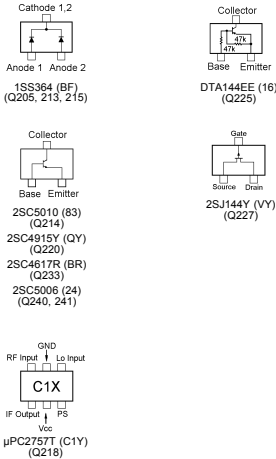 Cathode 1,2
Anode 1 Anode 2
1SS364 (BF)
(Q205, 213, 215)
Collector
47k
47k
Base Emitter
DTA144EE (16)
(Q225)
Collector
Base Emitter
2SC5010 (83)
(Q214)
2SC4915Y (QY)
(Q220)
2SC4617R (BR)
(Q233)
2SC5006 (24)
(Q240, 241)
Gate
Source Drain
2SJ144Y (VY)
(Q227)
GND
RF Input Lo Input
C1X
IF Output PS
Vcc
µPC2757T (C1Y)
(Q218)